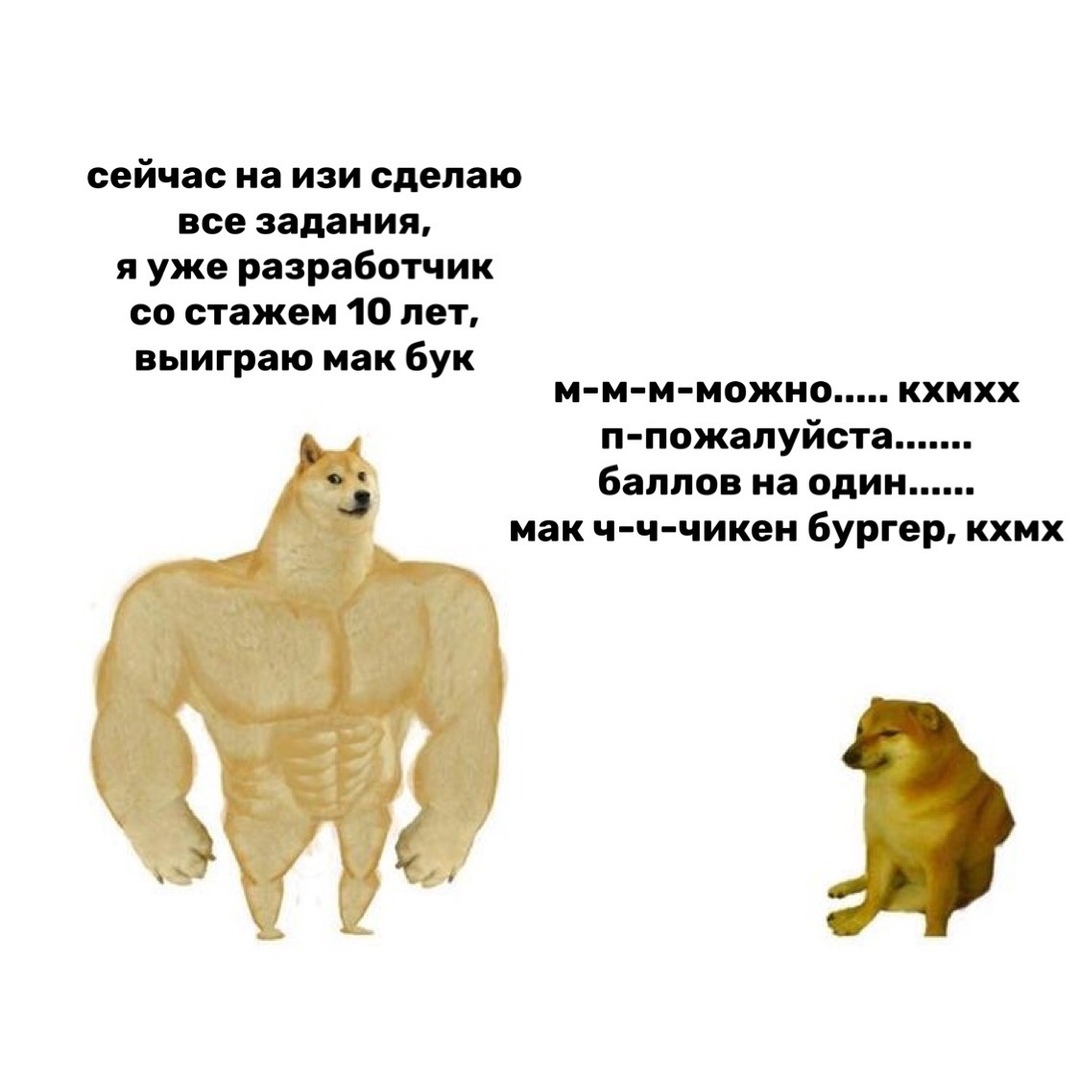 сейчас на изи сделаю
все задания,
я уже разработчик
со стажем 10 лет,
выиграю мак бук
м-м-м-можно..... кхмхх
п-пожалуйста.......
баллов на один......
мак ч-ч-чикен бургер, кхмх